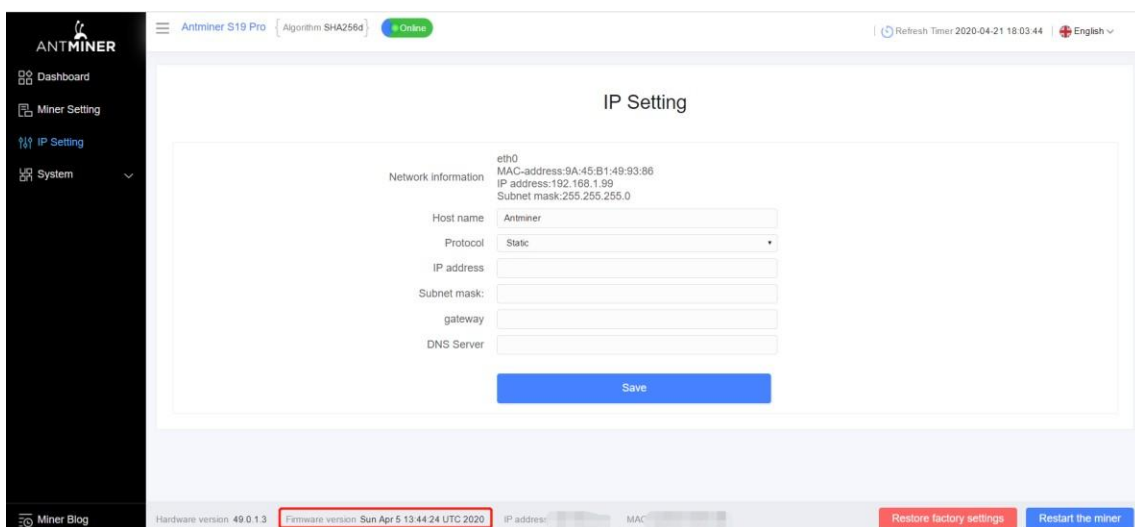 ANTMINER
Antminer S19 Pro { Algorithm SHA256d } Online
Refresh Timer 2020-04-21 18:03:44 English
Dashboard
Miner Setting
IP Setting
System
IP Setting
Network information
eth0
MAC-address:9A:45:B1:49:93:86
IP address:192.168.1.99
Subnet mask:255.255.255.0
Host name Antminer
Protocol Static
IP address
Subnet mask:
gateway
DNS Server
Save
Miner Blog
Hardware version 49.0.1.3 Firmware version Sun Apr 5 13:44:24 UTC 2020 IP address MAC
Restore factory settings Restart the miner